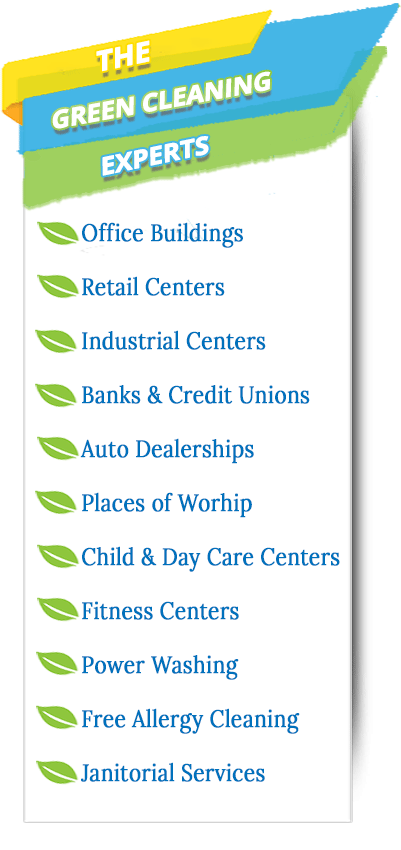 THE
GREEN CLEANING
EXPERTS
Office Buildings
Retail Centers
Industrial Centers
Banks & Credit Unions
Auto Dealerships
Places of Worhip
Child & Day Care Centers
Fitness Centers
Power Washing
Free Allergy Cleaning
Janitorial Services